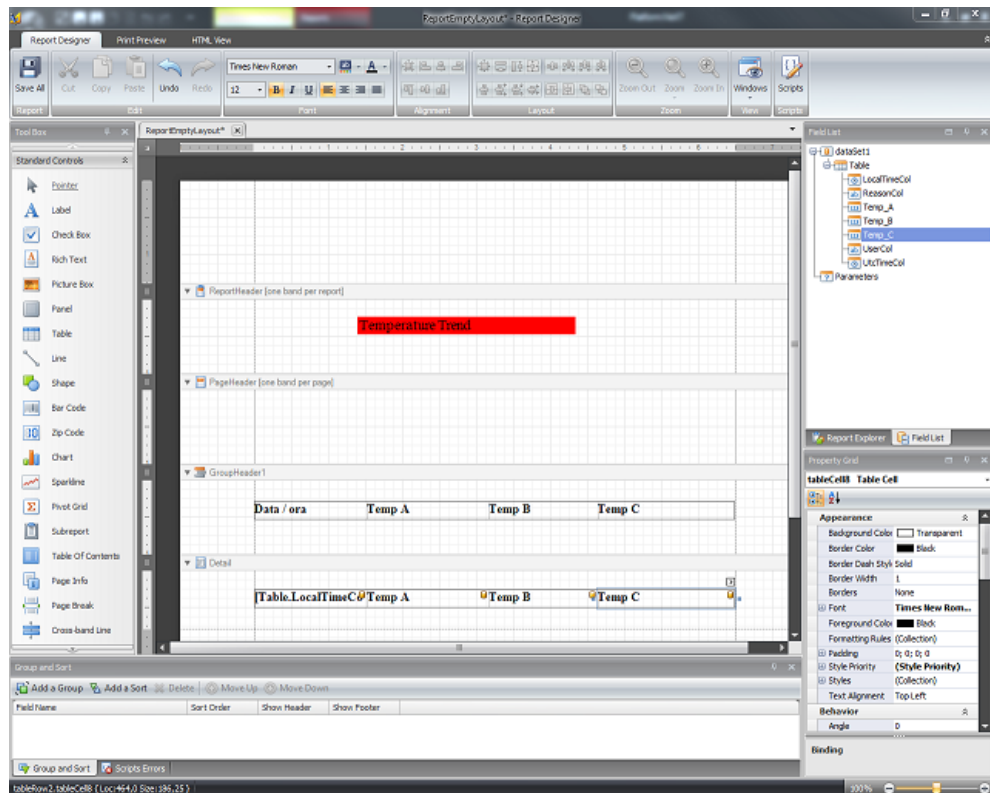 ReportEmptyLayout* - Report Designer
Report Designer Print Preview HTML View
Times New Roman
Save All Cut Copy Paste Undo Redo 12 B I U Zoom Out Zoom Zoom In Windows Scripts
Report Edit Font Alignment Layout Zoom View Scripts
Tool Box
ReportEmptyLayout*
Standard Controls
Pointer
Label
Check Box
Rich Text
Picture Box
Panel
Table
Line
Shape
Bar Code
Zip Code
Chart
Sparkline
Pivot Grid
Subreport
Table Of Contents
Page Info
Page Break
Cross-band Line
1 2 3 4 5 6
ReportHeader [one band per report]
Temperature Trend
PageHeader [one band per page]
GroupHeader1
Data / ora Temp A Temp B Temp C
Detail
[Table.LocalTimeC Temp A Temp B Temp C
Field List
dataSet1
Table
LocalTimeCol
ReasonCol
Temp_A
Temp_B
Temp_C
UserCol
UtcTimeCol
Parameters
Report Explorer Field List
Property Grid
tableCell8 Table Cell
Appearance
Background Color Transparent
Border Color Black
Border Dash Style Solid
Border Width 1
Borders None
Font Times New Rom...
Foreground Color Black
Formatting Rules (Collection)
Padding 0; 0; 0; 0
Style Priority (Style Priority)
Styles (Collection)
Text Alignment Top Left
Behavior
Angle 0
Binding
Group and Sort
Add a Group Add a Sort Delete Move Up Move Down
Field Name Sort Order Show Header Show Footer
Group and Sort Scripts Errors
tableRow2.tableCell8 { Loc:464,0 Size:186,25 } 100%